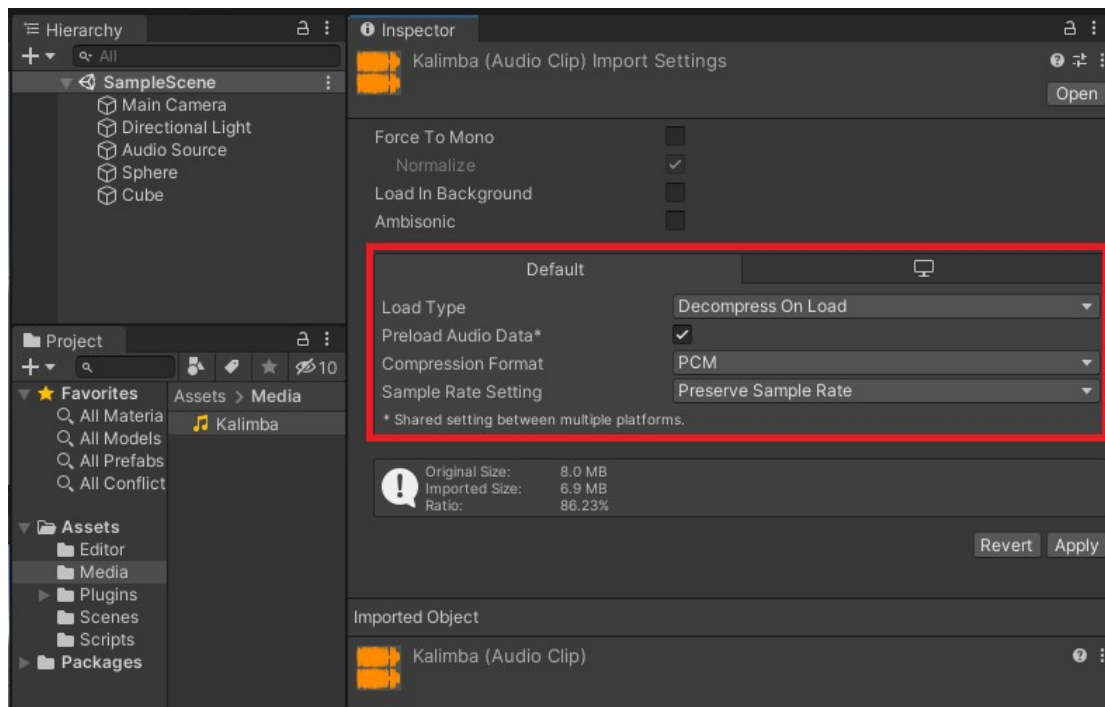 Hierarchy
All
SampleScene
Main Camera
Directional Light
Audio Source
Sphere
Cube
Project
10
Favorites
All Materia
All Models
All Prefabs
All Conflict
Assets
Editor
Media
Plugins
Scenes
Scripts
Packages
Assets > Media
Kalimba
Inspector
Kalimba (Audio Clip) Import Settings
Open
Force To Mono
Normalize
Load In Background
Ambisonic
Default
Load Type Decompress On Load
Preload Audio Data*
Compression Format PCM
Sample Rate Setting Preserve Sample Rate
* Shared setting between multiple platforms.
Original Size: 8.0 MB
Imported Size: 6.9 MB
Ratio: 86.23%
Revert Apply
Imported Object
Kalimba (Audio Clip)